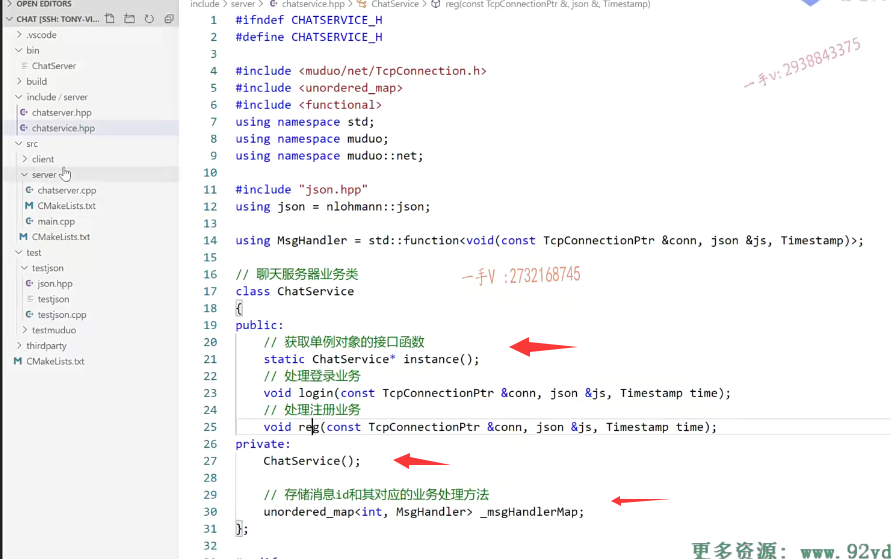 OPEN EDITORS
include > server > chatservice.hpp > ChatService > reg(const TcpConnectionPtr &, json &, Timestamp)
CHAT [SSH: TONY-VI...
.vscode
bin
ChatServer
build
include / server
chatserver.hpp
chatservice.hpp
src
client
server
chatserver.cpp
CMakeLists.txt
main.cpp
CMakeLists.txt
test
testjson
json.hpp
testjson
testjson.cpp
testmuduo
thirdparty
CMakeLists.txt
1 #ifndef CHATSERVICE_H
2 #define CHATSERVICE_H
3
4 #include <muduo/net/TcpConnection.h>
5 #include <unordered_map>
6 #include <functional>
7 using namespace std;
8 using namespace muduo;
9 using namespace muduo::net;
10
11 #include "json.hpp"
12 using json = nlohmann::json;
13
14 using MsgHandler = std::function<void(const TcpConnectionPtr &conn, json &js, Timestamp)>;
15
16 // 聊天服务器业务类
17 class ChatService
18 {
19 public:
20 // 获取单例对象的接口函数
21 static ChatService* instance();
22 // 处理登录业务
23 void login(const TcpConnectionPtr &conn, json &js, Timestamp time);
24 // 处理注册业务
25 void reg(const TcpConnectionPtr &conn, json &js, Timestamp time);
26 private:
27 ChatService();
28
29 // 存储消息id和其对应的业务处理方法
30 unordered_map<int, MsgHandler> _msgHandlerMap;
31 };
32
一手v:2938843375
一手V :2732168745
更多资源: www.92yd